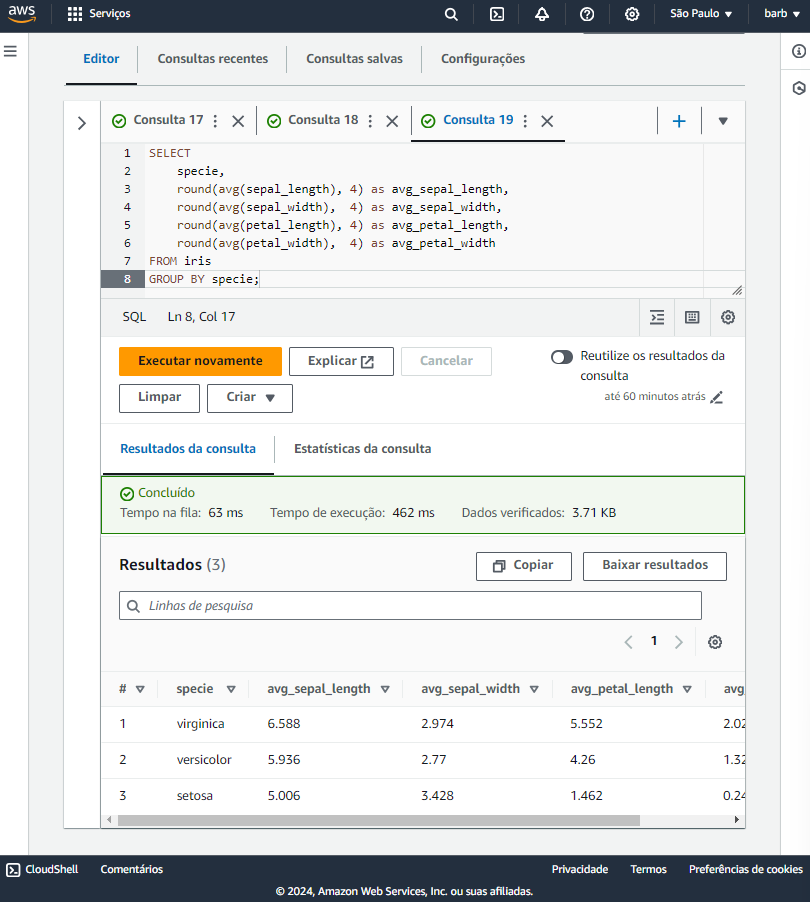 aws Serviços São Paulo ▼ barb ▼
Editor Consultas recentes Consultas salvas Configurações
Consulta 17 Consulta 18 Consulta 19
1 SELECT
2 specie,
3 round(avg(sepal_length), 4) as avg_sepal_length,
4 round(avg(sepal_width), 4) as avg_sepal_width,
5 round(avg(petal_length), 4) as avg_petal_length,
6 round(avg(petal_width), 4) as avg_petal_width
7 FROM iris
8 GROUP BY specie;
SQL Ln 8, Col 17
Executar novamente Explicar Cancelar Reutilize os resultados da
consulta
até 60 minutos atrás
Limpar Criar ▼
Resultados da consulta Estatísticas da consulta
Concluído
Tempo na fila: 63 ms Tempo de execução: 462 ms Dados verificados: 3.71 KB
Resultados (3) Copiar Baixar resultados
Linhas de pesquisa
1
# specie avg_sepal_length avg_sepal_width avg_petal_length avg_
1 virginica 6.588 2.974 5.552 2.02
2 versicolor 5.936 2.77 4.26 1.32
3 setosa 5.006 3.428 1.462 0.24
CloudShell Comentários Privacidade Termos Preferências de cookies
© 2024, Amazon Web Services, Inc. ou suas afiliadas.